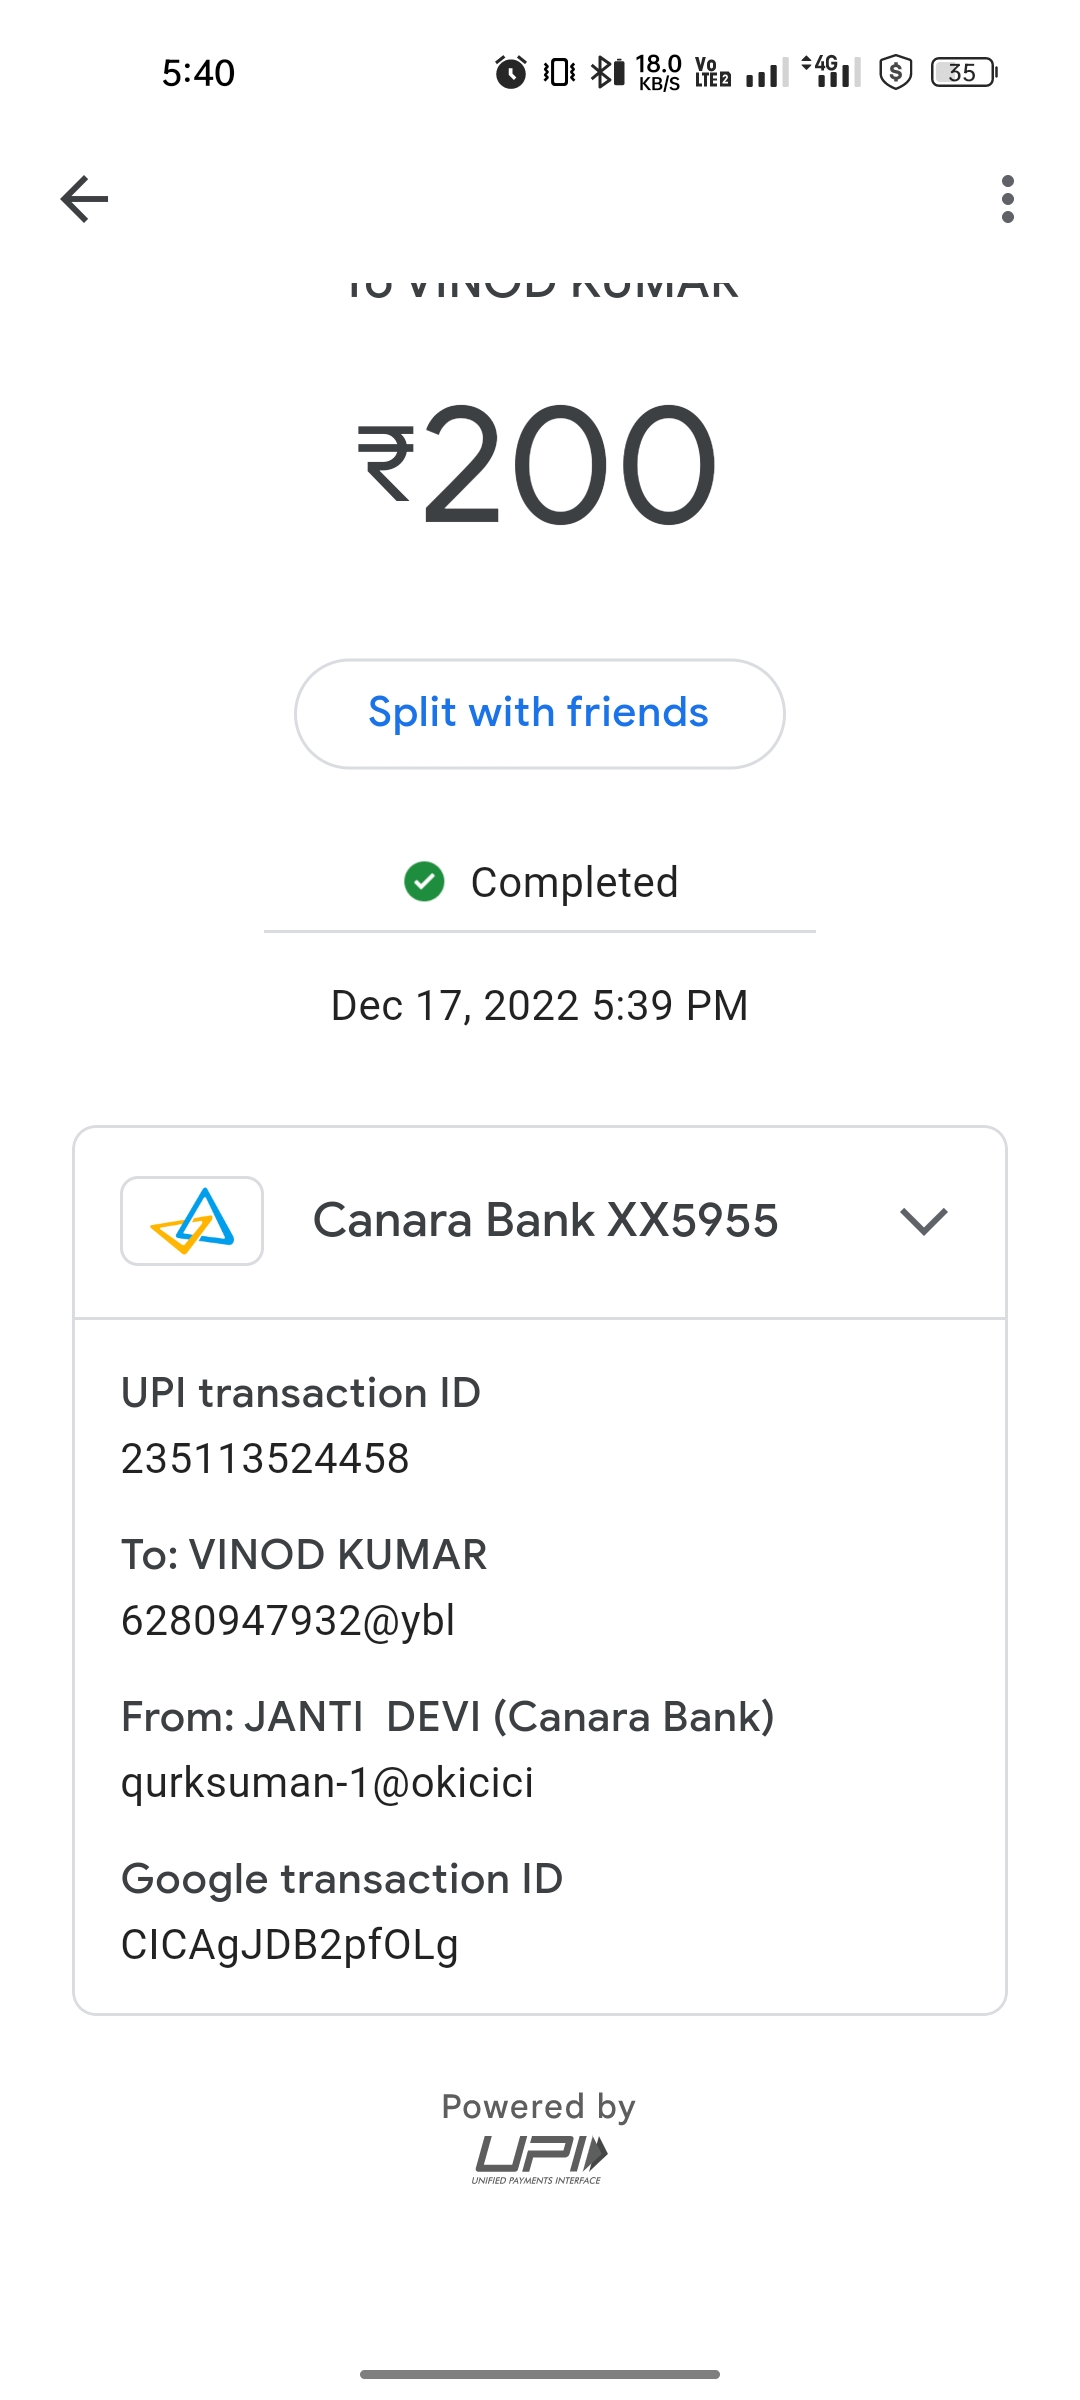 5:40
18.0 KB/S Vo LTE 2 4G 35
To VINOD KUMAR
₹200
Split with friends
Completed
Dec 17, 2022 5:39 PM
Canara Bank XX5955
UPI transaction ID
235113524458
To: VINOD KUMAR
6280947932@ybl
From: JANTI  DEVI (Canara Bank)
qurksuman-1@okicici
Google transaction ID
CICAgJDB2pfOLg
Powered by
UPI
UNIFIED PAYMENTS INTERFACE